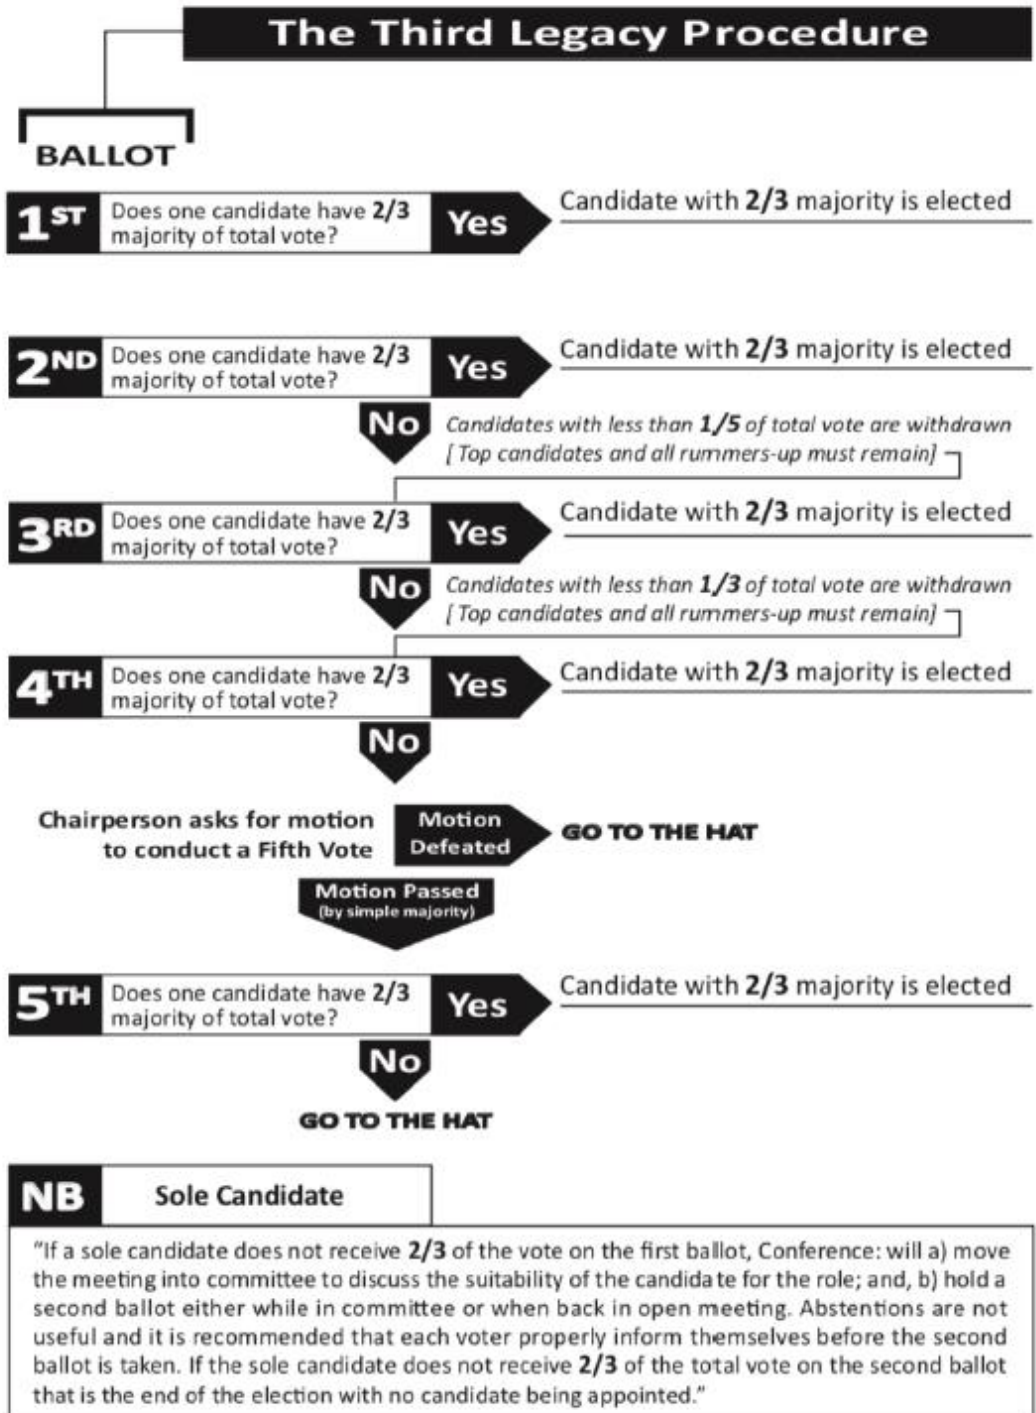 The Third Legacy Procedure
BALLOT
1ST
Does one candidate have 2/3
majority of total vote?
Yes
Candidate with 2/3 majority is elected
2ND
Does one candidate have 2/3
majority of total vote?
Yes
Candidate with 2/3 majority is elected
No
Candidates with less than 1/5 of total vote are withdrawn
[ Top candidates and all rummers-up must remain]
3RD
Does one candidate have 2/3
majority of total vote?
Yes
Candidate with 2/3 majority is elected
No
Candidates with less than 1/3 of total vote are withdrawn
[ Top candidates and all rummers-up must remain]
4TH
Does one candidate have 2/3
majority of total vote?
Yes
Candidate with 2/3 majority is elected
No
Chairperson asks for motion
to conduct a Fifth Vote
Motion
Defeated
GO TO THE HAT
Motion Passed
(by simple majority)
5TH
Does one candidate have 2/3
majority of total vote?
Yes
Candidate with 2/3 majority is elected
No
GO TO THE HAT
NB
Sole Candidate
"If a sole candidate does not receive 2/3 of the vote on the first ballot, Conference: will a) move
the meeting into committee to discuss the suitability of the candidate for the role; and, b) hold a
second ballot either while in committee or when back in open meeting. Abstentions are not
useful and it is recommended that each voter properly inform themselves before the second
ballot is taken. If the sole candidate does not receive 2/3 of the total vote on the second ballot
that is the end of the election with no candidate being appointed."